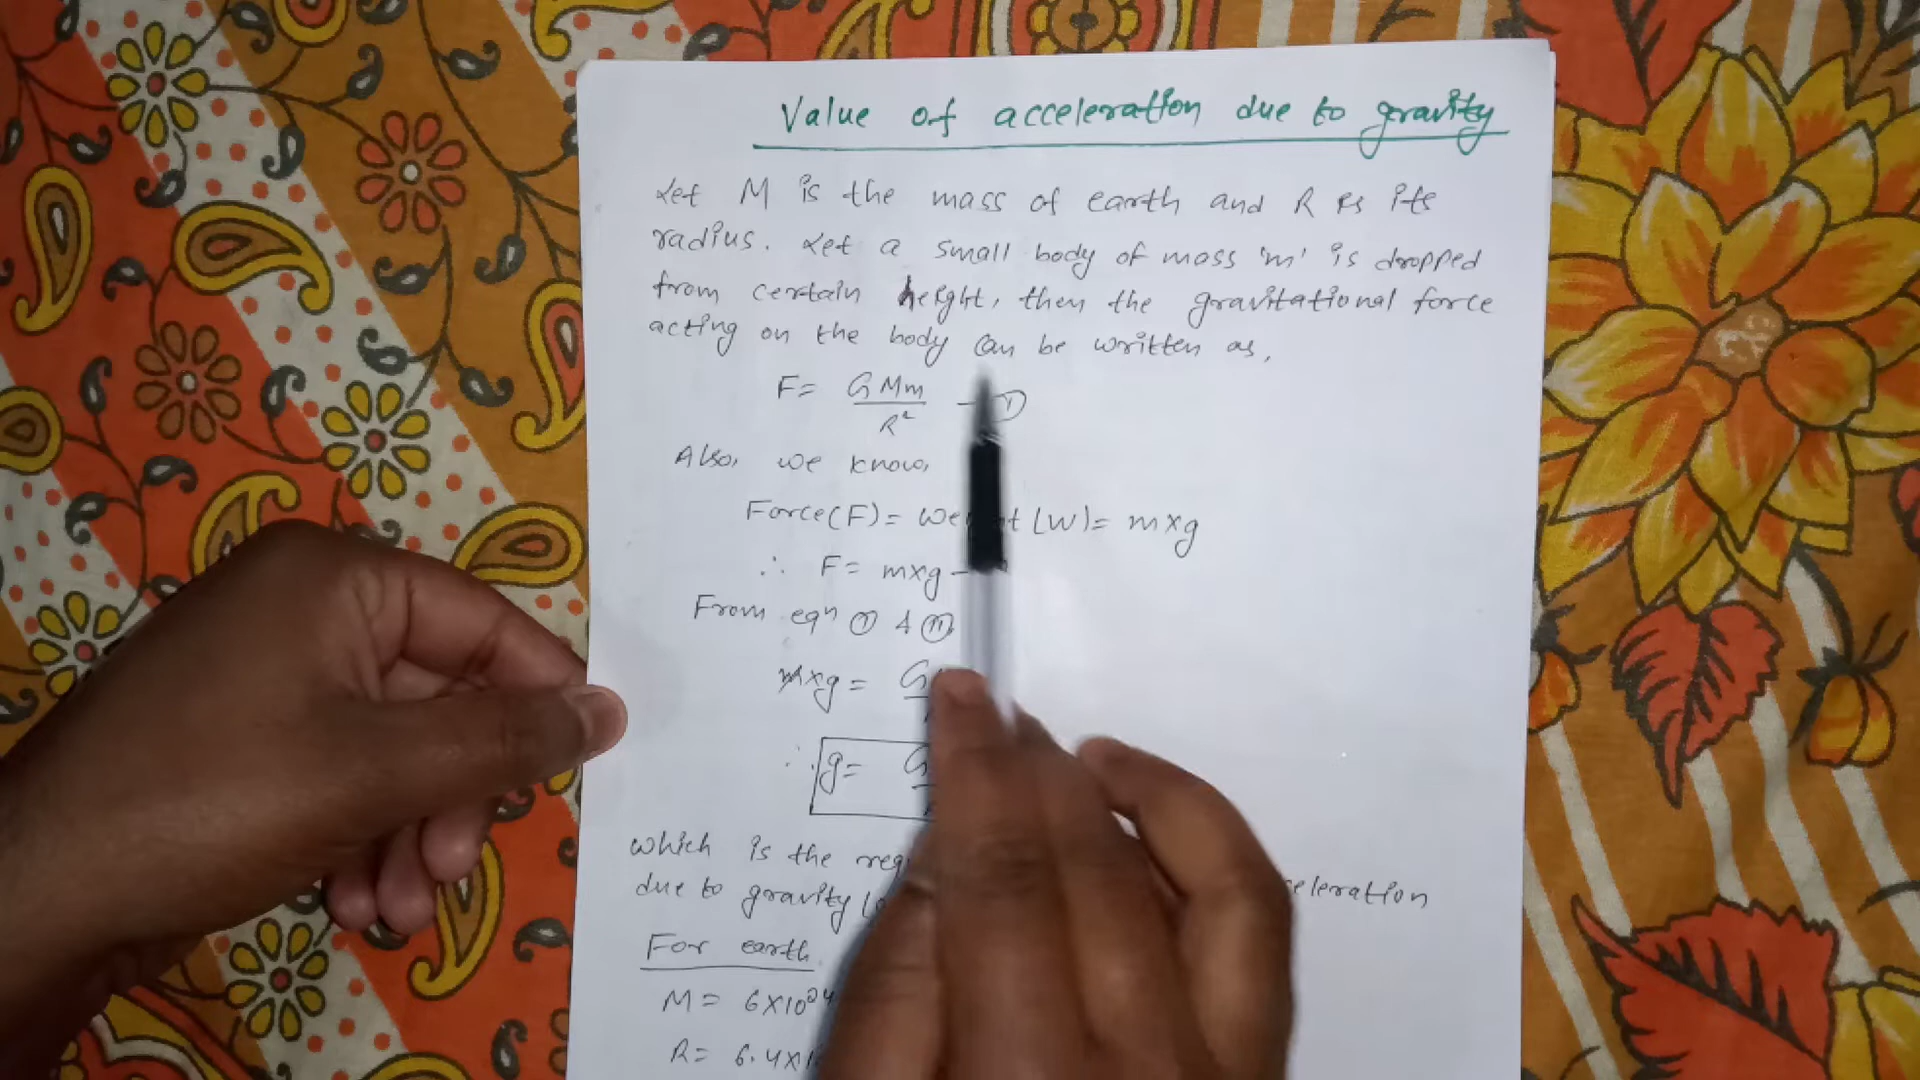 Value of acceleration due to gravity
Let M is the mass of earth and R is its
radius. Let a small body of mass 'm' is dropped
from certain height, then the gravitational force
acting on the body can be written as,
F = GMm / R² — ①
Also, we know,
Force(F) = (W) = m×g
∴ F = m×g —
From eqⁿ ① & ②
m×g = G
∴ g = G
which is the
due to gravity eleration
For earth
M = 6×10²⁴
R = 6.4×1